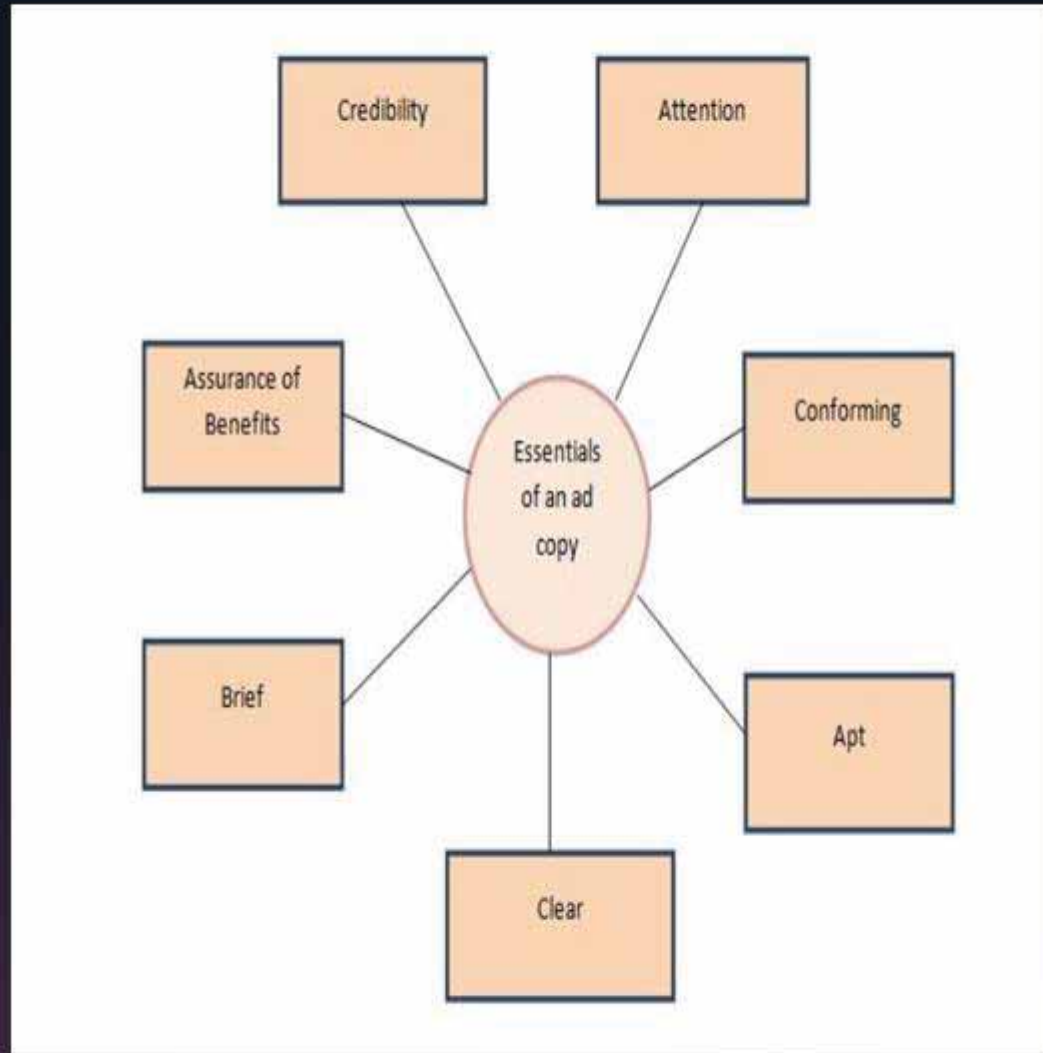 Credibility
Attention
Assurance of
Benefits
Conforming
Essentials
of an ad
copy
Brief
Apt
Clear